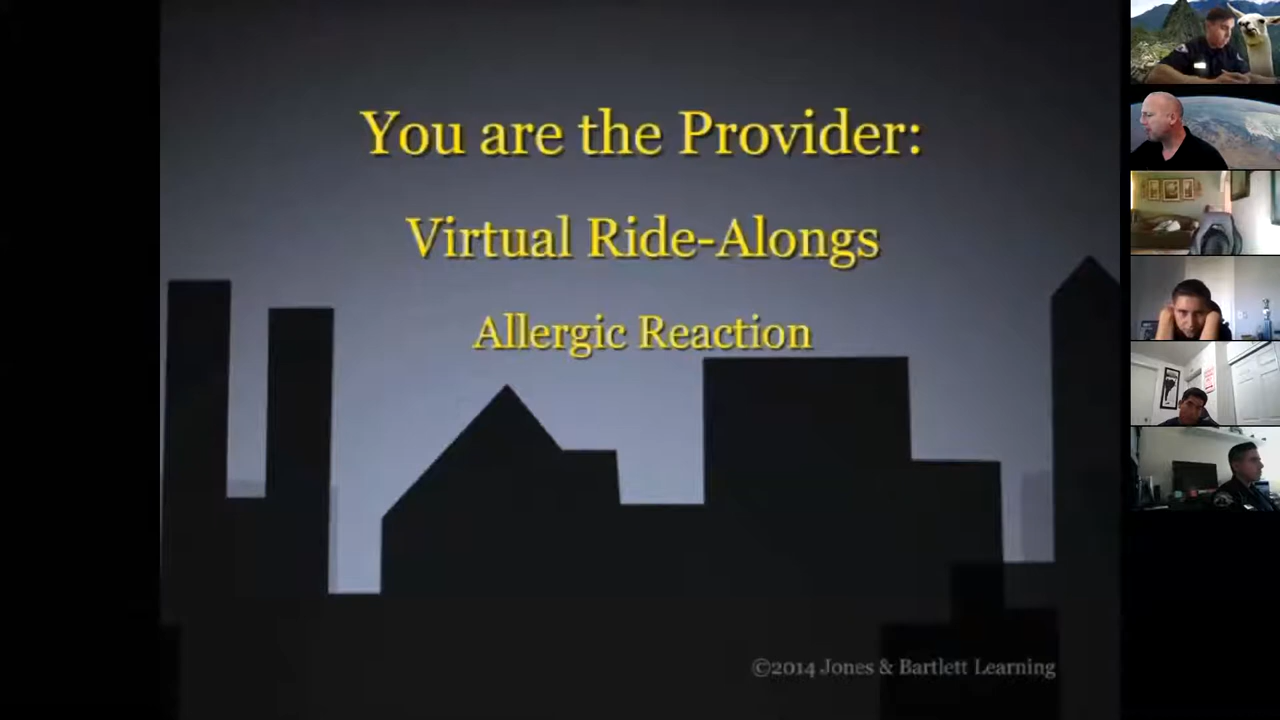 You are the Provider:
Virtual Ride-Alongs
Allergic Reaction
©2014 Jones & Bartlett Learning